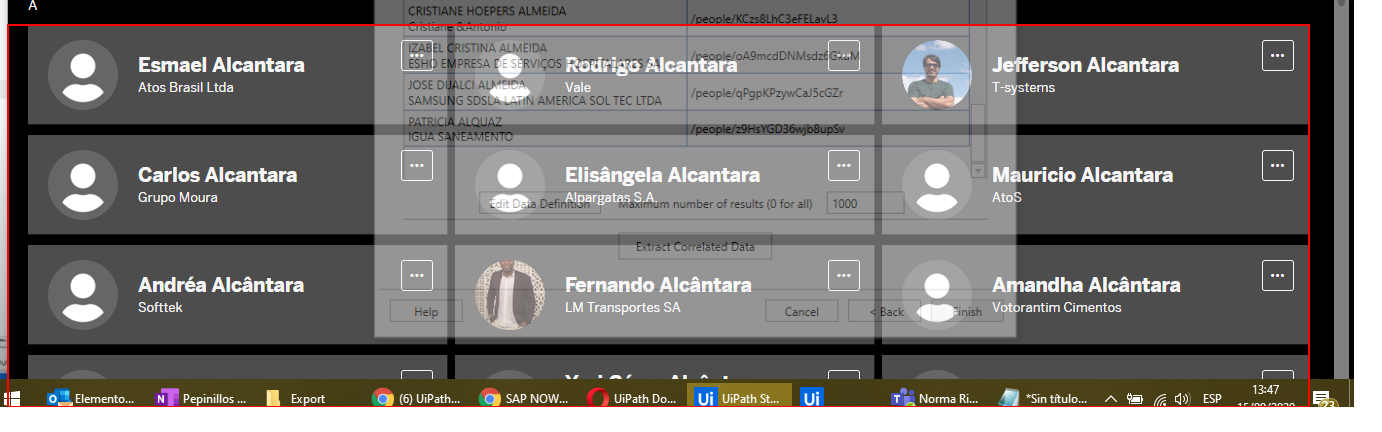 A
CRISTIANE HOEPERS ALMEIDA
Cristiane &Antonio
/people/KCzs8LhC3eFELavL3
IZABEL CRISTINA ALMEIDA
ESHO EMPRESA DE SERVIÇOS
/people/oA9mcdDNMsdz6GxuM
JOSE DIJALCI ALMEIDA
SAMSUNG SDSLA LATIN AMERICA SOL TEC LTDA
/people/qPgpKPzywCaJ5cGZr
PATRICIA ALQUAZ
IGUA SANEAMENTO
/people/z9HsYGD36wjb8upSv
Esmael Alcantara
Atos Brasil Ltda
...
Rodrigo Alcantara
Vale
...
Jefferson Alcantara
T-systems
...
Carlos Alcantara
Grupo Moura
...
Elisângela Alcantara
Alpargatas S.A.
...
Mauricio Alcantara
AtoS
...
Edit Data Definition
Maximum number of results (0 for all)
1000
Extract Correlated Data
Andréa Alcântara
Softtek
...
Fernando Alcântara
LM Transportes SA
...
Amandha Alcântara
Votorantim Cimentos
...
Help
Cancel
< Back
Finish
Elemento...
Pepinillos ...
Export
(6) UiPath...
SAP NOW...
UiPath Do...
Ui
UiPath St...
Ui
Norma Ri...
*Sin título...
ESP
13:47
23